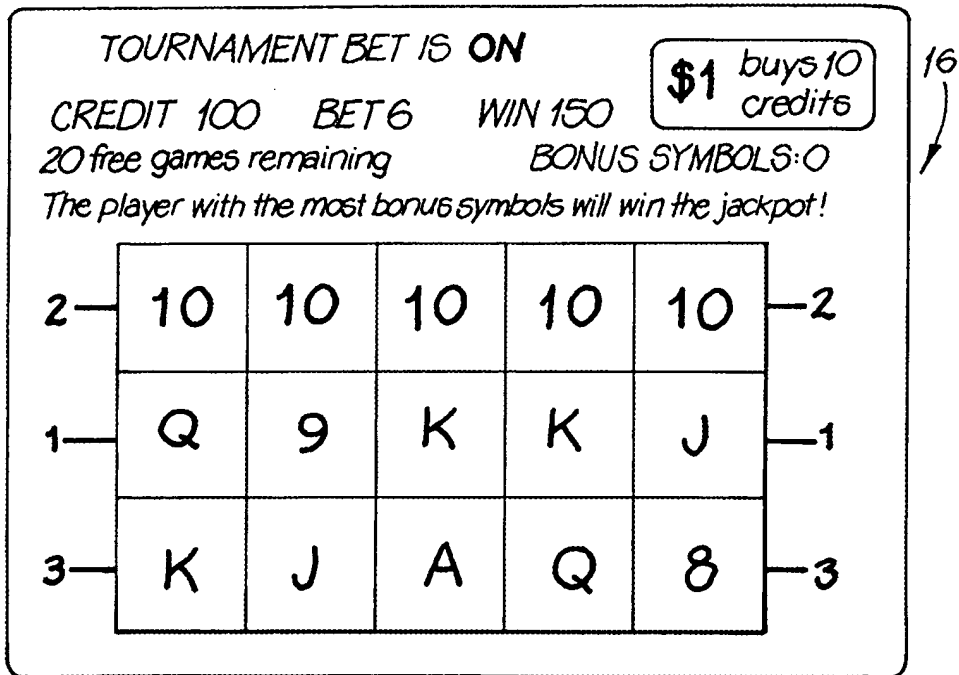 TOURNAMENT BET IS ON
$1 buys 10
credits
16
CREDIT 100 BET 6 WIN 150
20 free games remaining BONUS SYMBOLS: 0
The player with the most bonus symbols will win the jackpot!
2 10 10 10 10 10 2
1 Q 9 K K J 1
3 K J A Q 8 3